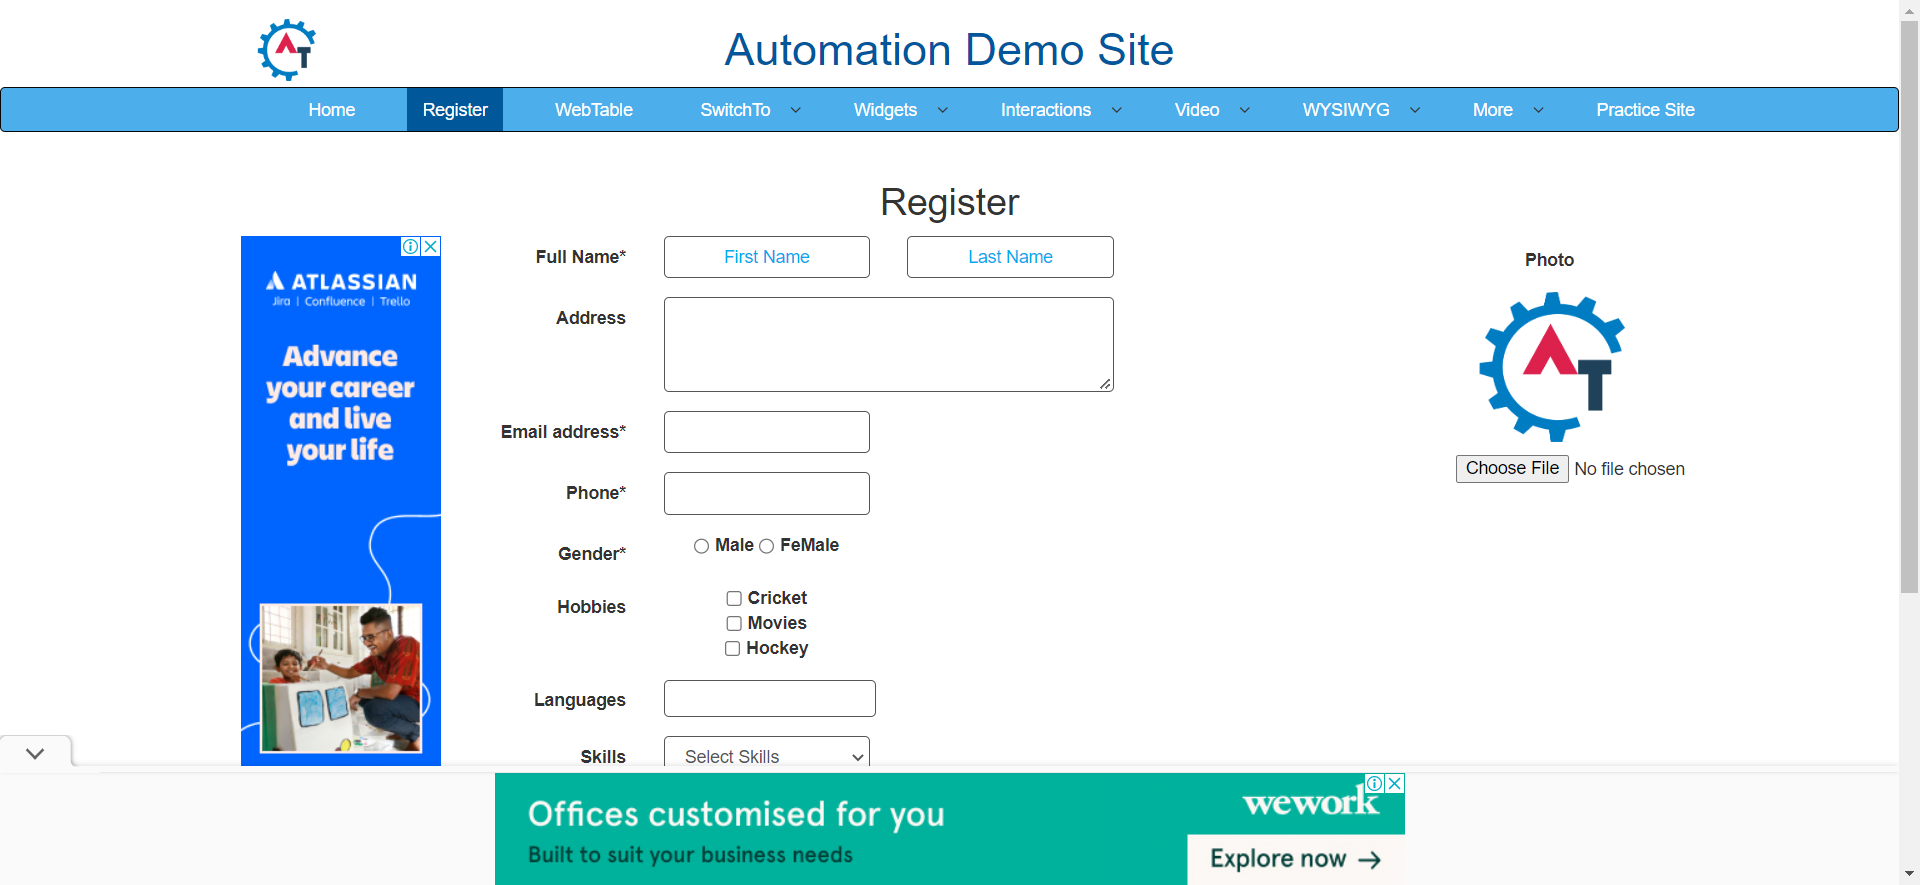 AT
Automation Demo Site
Home Register WebTable SwitchTo Widgets Interactions Video WYSIWYG More Practice Site
Register
ATLASSIAN
Jira | Confluence | Trello
Advance
your career
and live
your life
Full Name* First Name Last Name
Address
Email address*
Phone*
Gender* Male FeMale
Hobbies Cricket
Movies
Hockey
Languages
Skills Select Skills
Photo
AT
Choose File No file chosen
Offices customised for you
Built to suit your business needs
wework
Explore now →